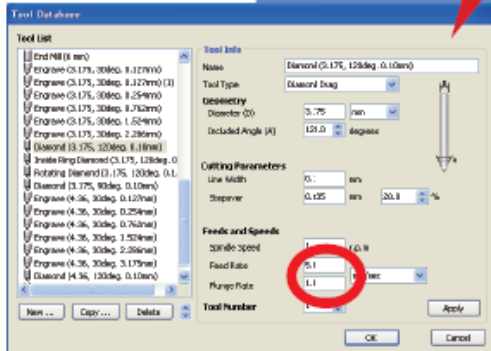 Tool Database
Tool List
End Mill (6 mm)
Engrave (3.175, 30deg. 0.127mm)
Engrave (3.175, 30deg. 0.127mm) (1)
Engrave (3.175, 30deg. 0.254mm)
Engrave (3.175, 30deg. 0.762mm)
Engrave (3.175, 30deg. 1.524mm)
Engrave (3.175, 30deg. 2.286mm)
Diamond (3.175, 120deg. 0.10mm)
Inside Ring Diamond (3.175, 120deg. 0
Rotating Diamond (3.175, 120deg. 0.1
Diamond (3.175, 90deg. 0.10mm)
Engrave (4.36, 30deg. 0.127mm)
Engrave (4.36, 30deg. 0.254mm)
Engrave (4.36, 30deg. 0.762mm)
Engrave (4.36, 30deg. 1.524mm)
Engrave (4.36, 30deg. 2.286mm)
Engrave (4.36, 30deg. 3.175mm)
Diamond (4.36, 120deg. 0.10mm)
New ...
Copy ...
Delete
Tool Info
Name
Diamond (3.175, 120deg. 0.10mm)
Tool Type
Diamond Drag
Geometry
Diameter (D)
mm
Included Angle (A)
degrees
Cutting Parameters
Line Width
mm
Stepover
mm
20.0
%
Feeds and Speeds
Spindle Speed
r.p.m
Feed Rate
Plunge Rate
Tool Number
Apply
OK
Cancel